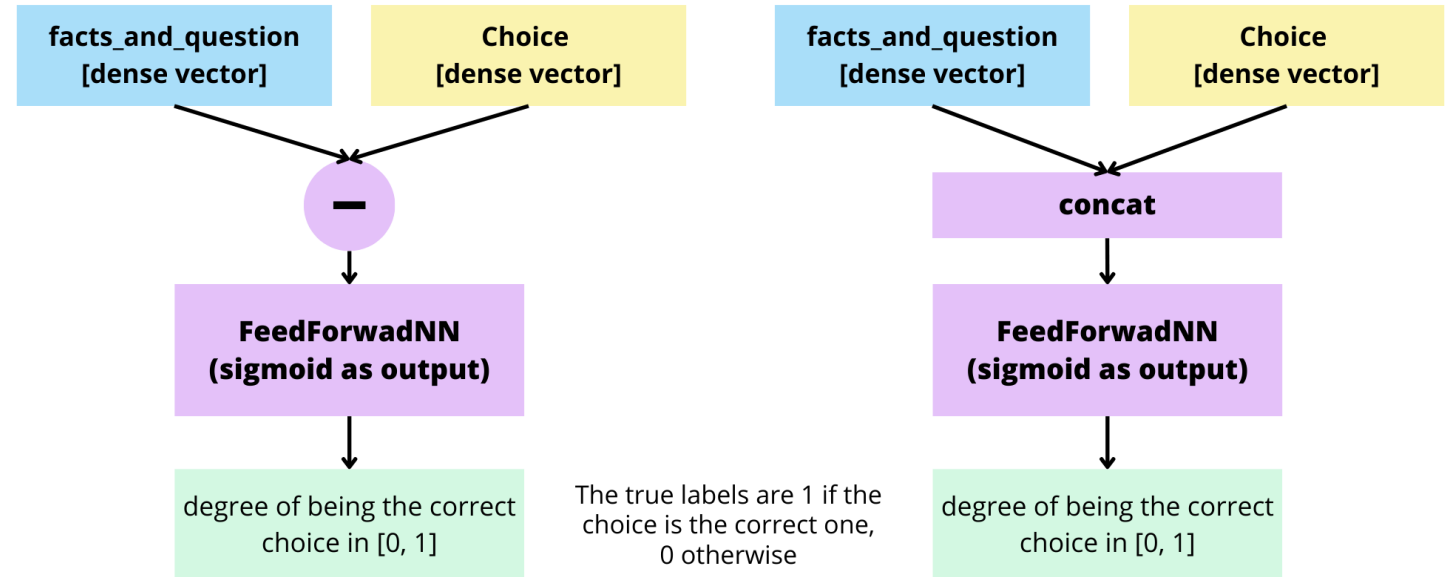 facts_and_question
[dense vector]
Choice
[dense vector]
–
FeedForwadNN
(sigmoid as output)
degree of being the correct
choice in [0, 1]
The true labels are 1 if the
choice is the correct one,
0 otherwise
facts_and_question
[dense vector]
Choice
[dense vector]
concat
FeedForwadNN
(sigmoid as output)
degree of being the correct
choice in [0, 1]